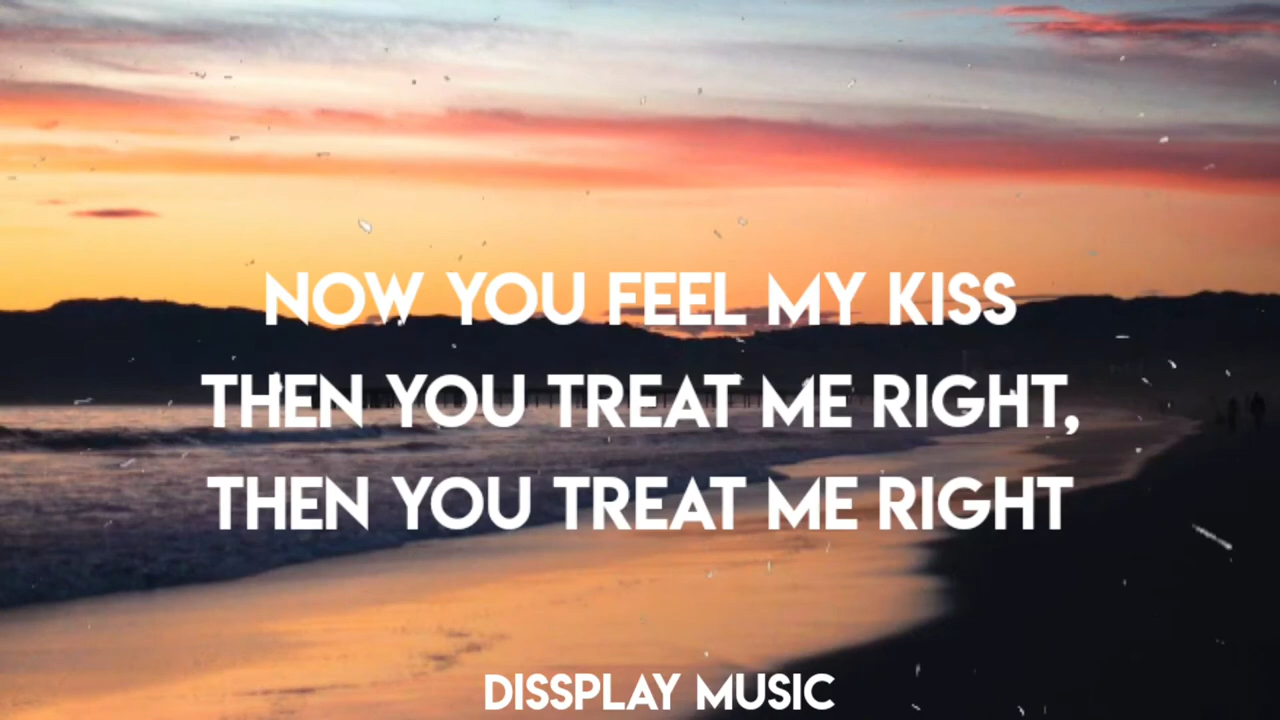 NOW YOU FEEL MY KISS
THEN YOU TREAT ME RIGHT,
THEN YOU TREAT ME RIGHT
DISSPLAY MUSIC